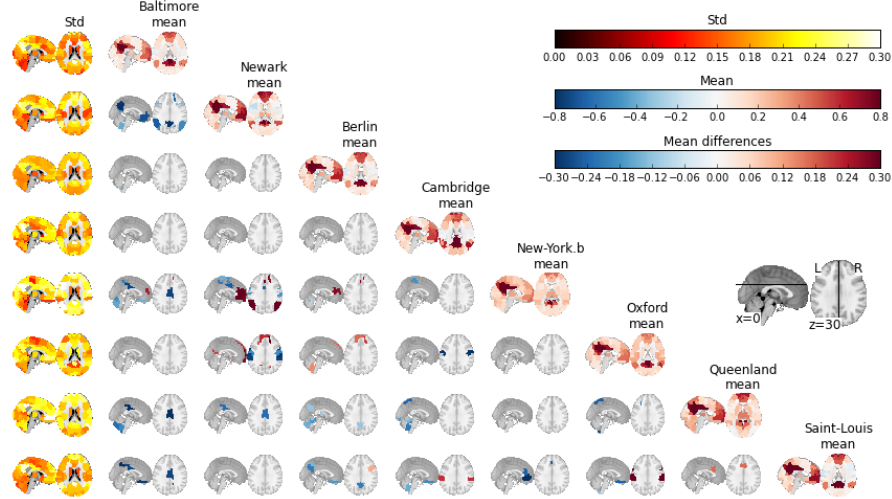 Std
Baltimore
mean
Newark
mean
Berlin
mean
Cambridge
mean
New-York.b
mean
Oxford
mean
Queenland
mean
Saint-Louis
mean
Std
0.00 0.03 0.06 0.09 0.12 0.15 0.18 0.21 0.24 0.27 0.30
Mean
−0.8 −0.6 −0.4 −0.2 0.0 0.2 0.4 0.6 0.8
Mean differences
−0.30 −0.24 −0.18 −0.12 −0.06 0.00 0.06 0.12 0.18 0.24 0.30
L R
x=0
z=30